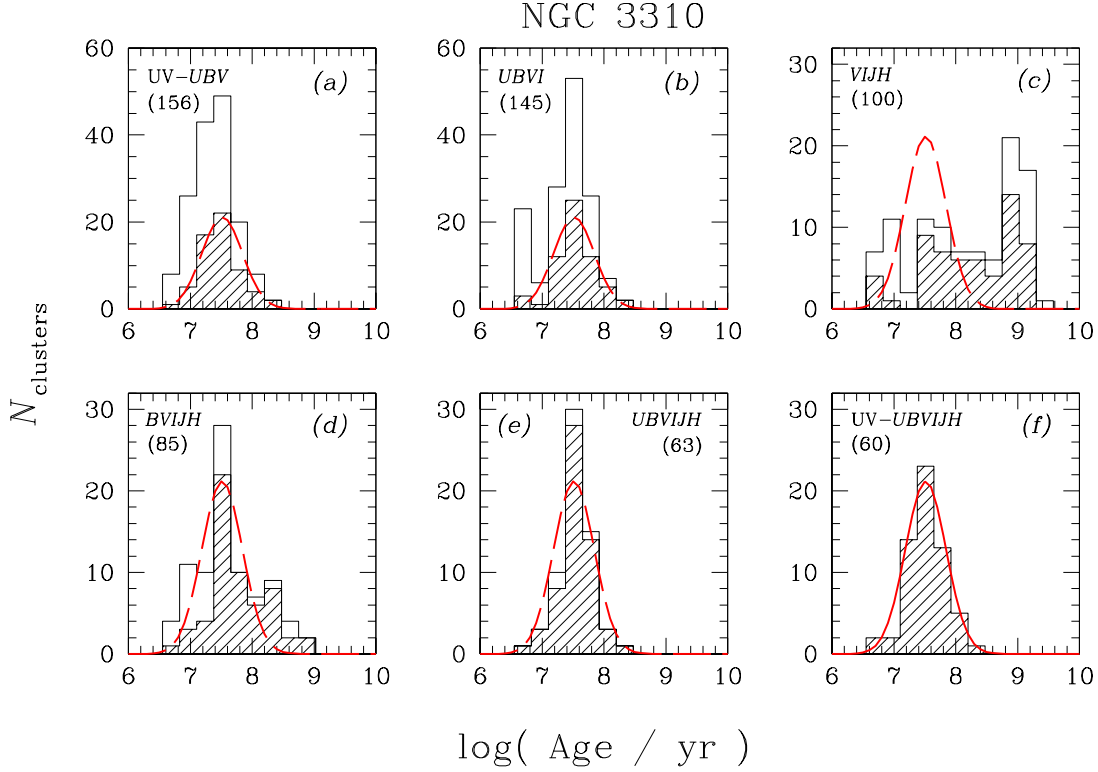 NGC 3310
60
40
20
0
UV–UBV
(156)
(a)
6 7 8 9 10
UBVI
(145)
(b)
60
40
20
0
6 7 8 9 10
VIJH
(100)
(c)
30
20
10
0
6 7 8 9 10
N clusters
BVIJH
(85)
(d)
30
20
10
0
6 7 8 9 10
(e)
UBVIJH
(63)
30
20
10
0
6 7 8 9 10
UV–UBVIJH
(60)
(f)
30
20
10
0
6 7 8 9 10
log( Age / yr )